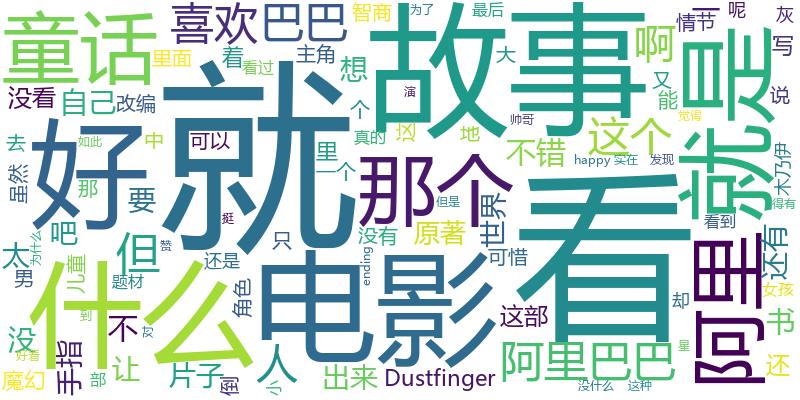 童话
喜欢
巴巴
智商
为了
最后
一
呢
灰
里面
着
主角
故事
啊
情节
写
没看
自己
改编
看过
想
大
又
就是
说
去
如此
中
就
个
演
帅哥
能
觉得
虽然
那
可以
真的
这
地
这个
不错
好
要
里
一个
那个
happy
实在
发现
木乃伊
挺
但是
看
得有
为什么
吧
但
赞
只
没有
原著
世界
看到
太
儿童
还是
电影
ending
可惜
阿里
还有
男
题材
什么
角色
这部
却
女孩
没
到
不
对
人
书
好看
手指
让
片子
倒
出来
阿里巴巴
星
还
魔幻
部
小
Dustfinger
没什么
这种